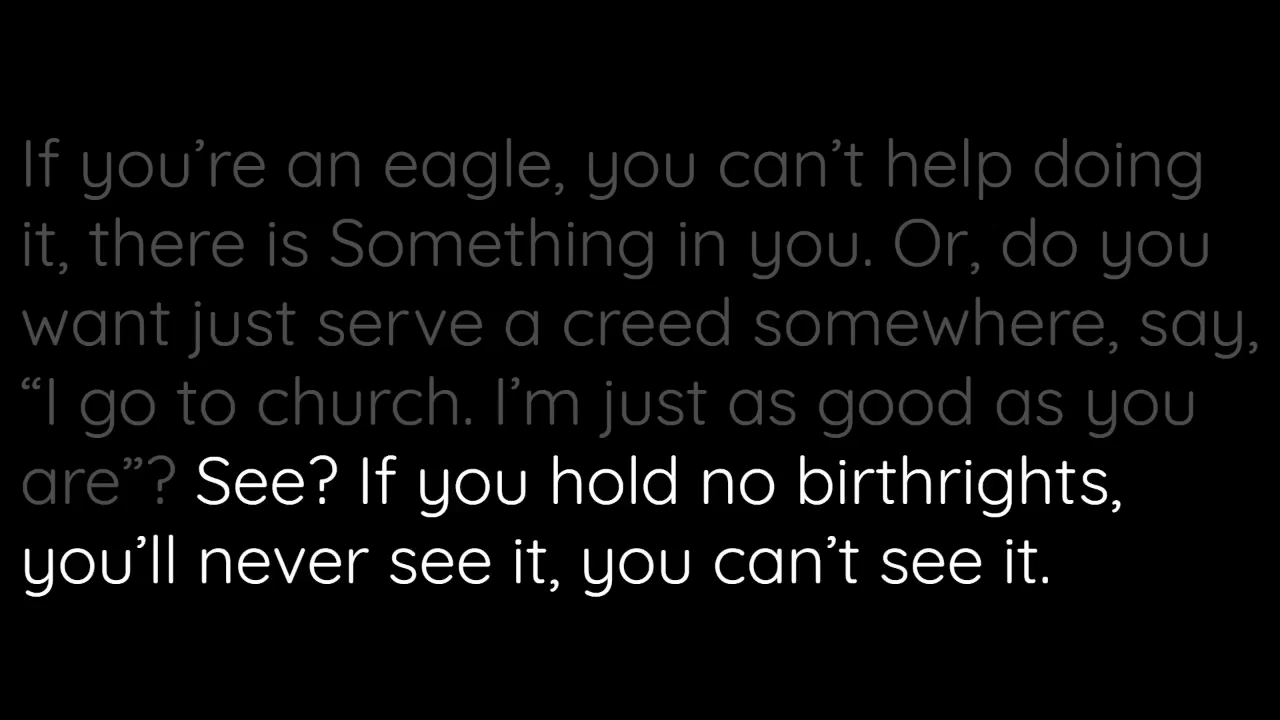 If you’re an eagle, you can’t help doing
it, there is Something in you. Or, do you
want just serve a creed somewhere, say,
“I go to church. I’m just as good as you
are”? See? If you hold no birthrights,
you’ll never see it, you can’t see it.